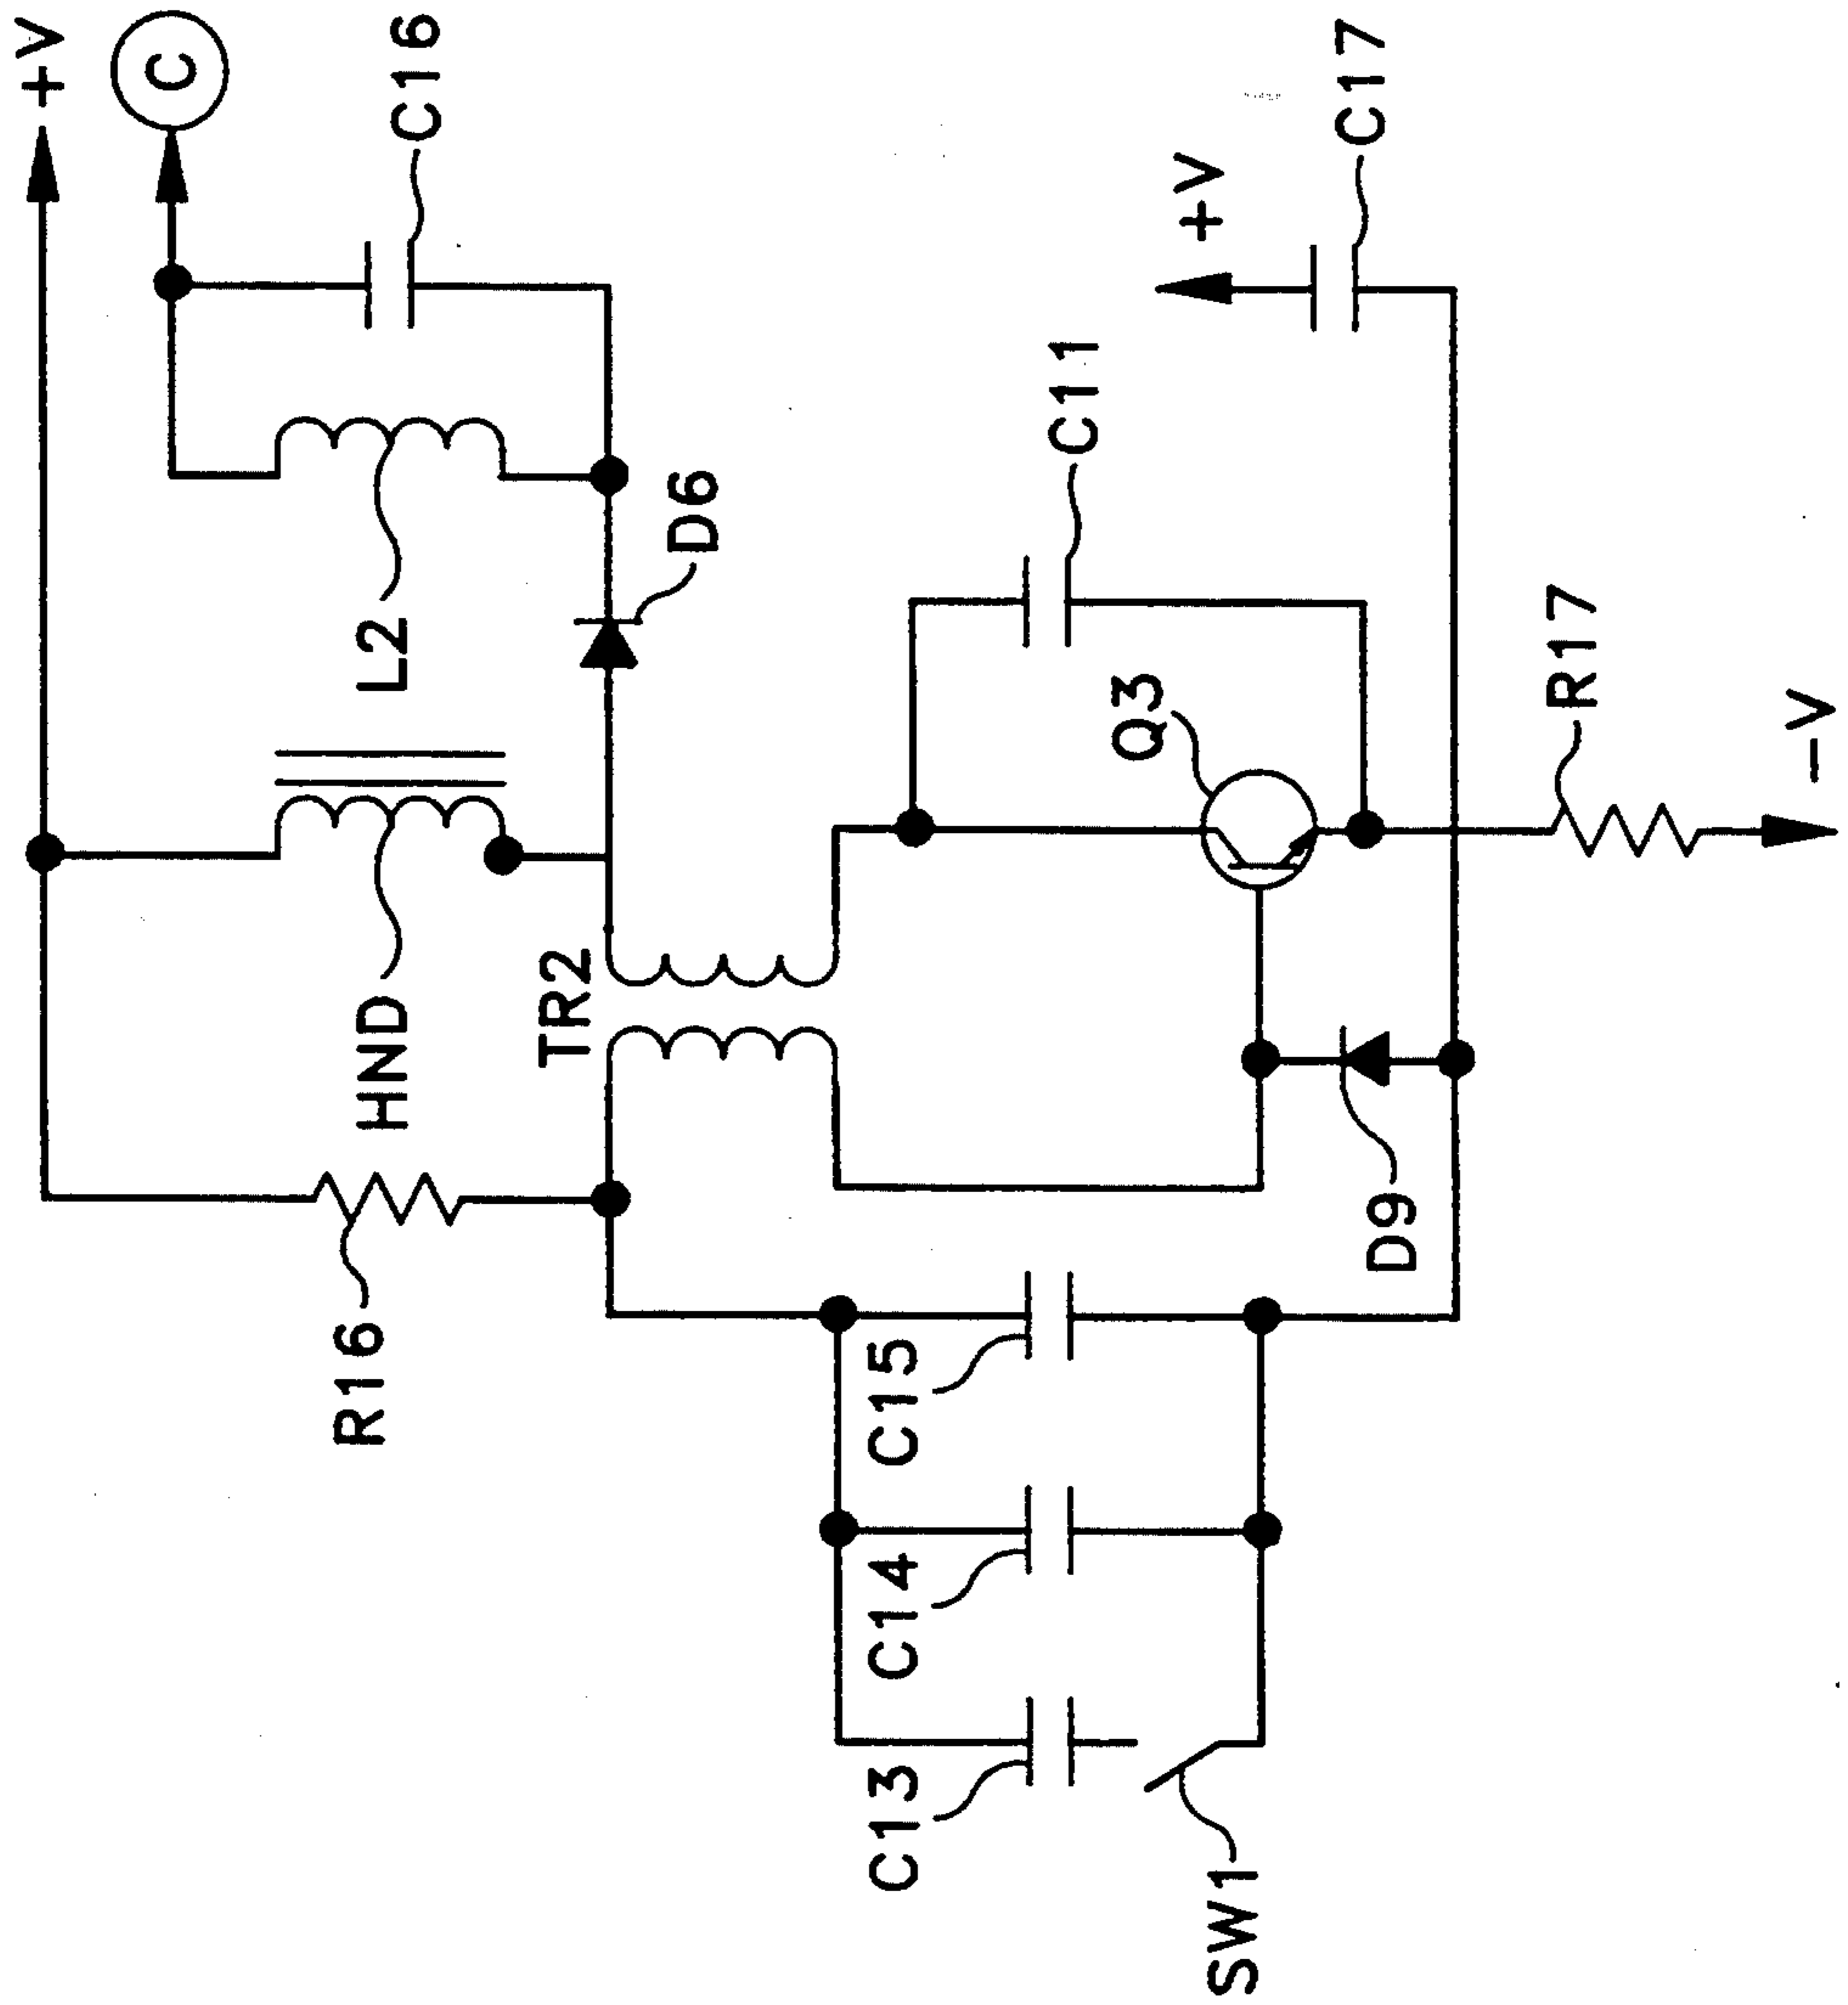 +V
C
C16
L2
D6
HND
R16
TR2
+V
C17
C11
Q3
R17
-V
D9
C15
C14
C13
SW1